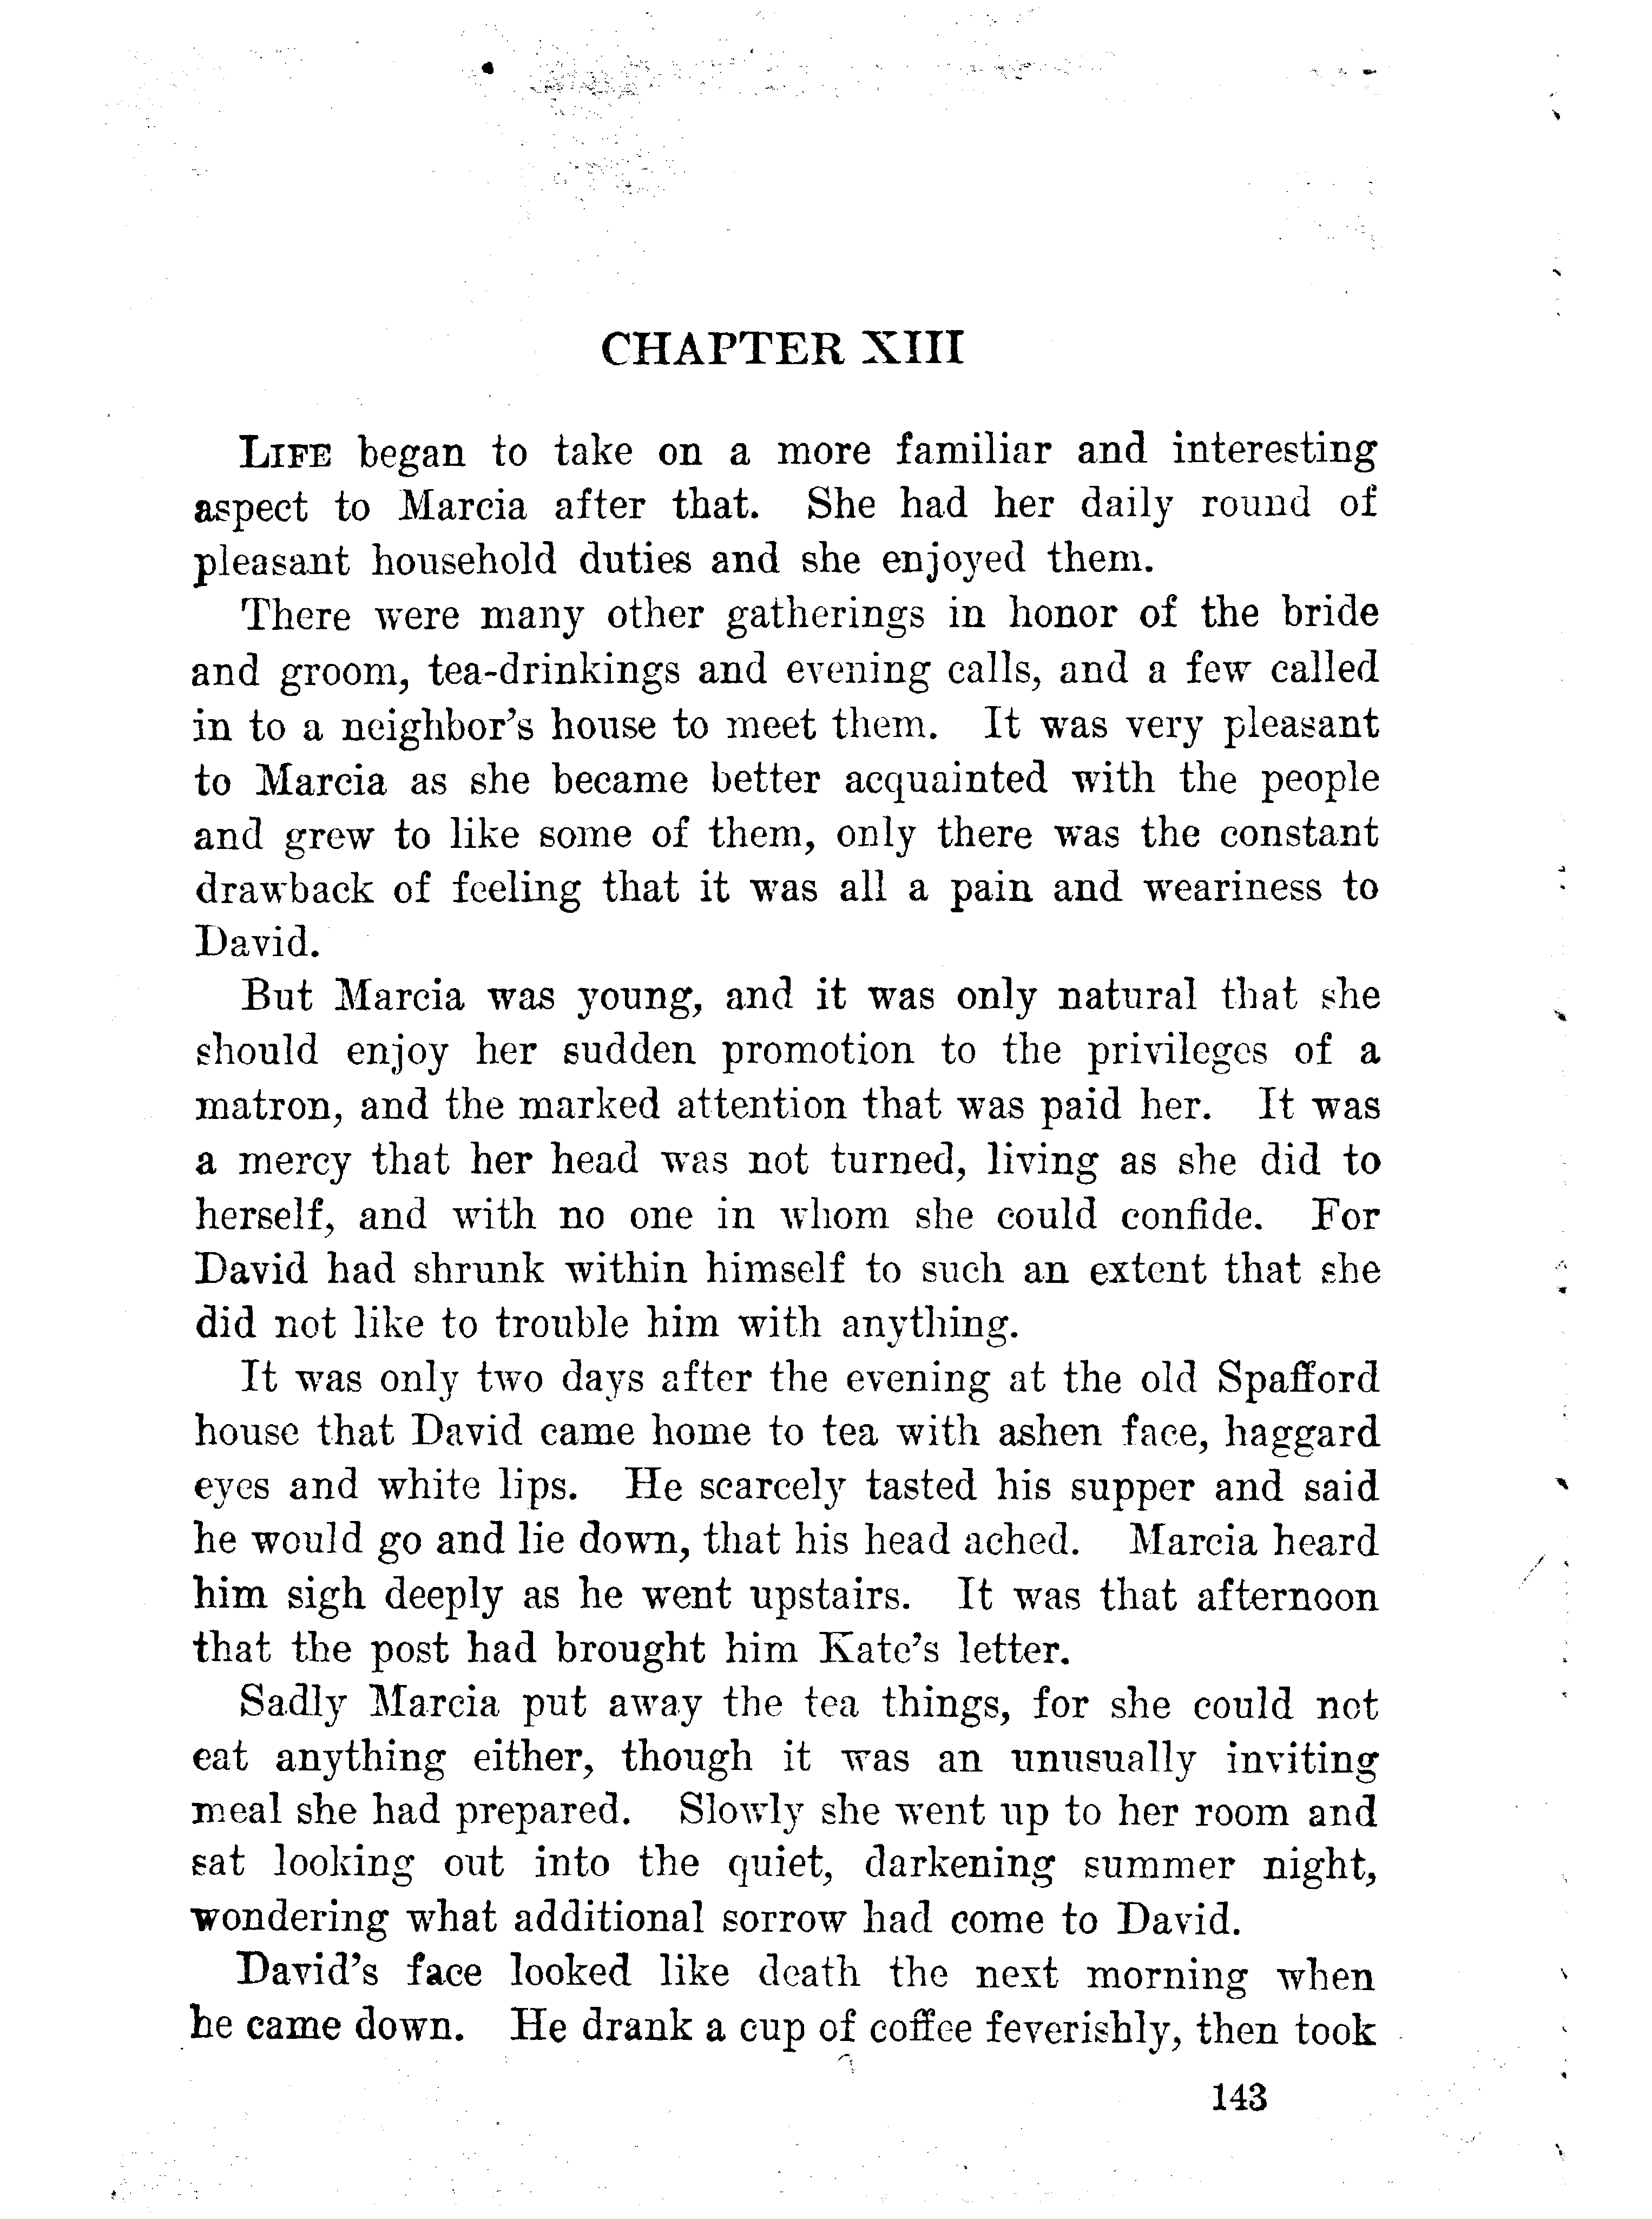 CHAPTER XIII
LIFE began to take on a more familiar and interesting
aspect to Marcia after that. She had her daily round of
pleasant household duties and she enjoyed them.
There were many other gatherings in honor of the bride
and groom, tea-drinkings and evening calls, and a few called
in to a neighbor's house to meet them. It was very pleasant
to Marcia as she became better acquainted with the people
and grew to like some of them, only there was the constant
drawback of feeling that it was all a pain and weariness to
David.
But Marcia was young, and it was only natural that she
should enjoy her sudden promotion to the privileges of a
matron, and the marked attention that was paid her. It was
a mercy that her head was not turned, living as she did to
herself, and with no one in whom she could confide. For
David had shrunk within himself to such an extent that she
did not like to trouble him with anything.
It was only two days after the evening at the old Spafford
house that David came home to tea with ashen face, haggard
eyes and white lips. He scarcely tasted his supper and said
he would go and lie down, that his head ached. Marcia heard
him sigh deeply as he went upstairs. It was that afternoon
that the post had brought him Kate's letter.
Sadly Marcia put away the tea things, for she could not
eat anything either, though it was an unusually inviting
meal she had prepared. Slowly she went up to her room and
sat looking out into the quiet, darkening summer night,
wondering what additional sorrow had come to David.
David's face looked like death the next morning when
he came down. He drank a cup of coffee feverishly, then took
143